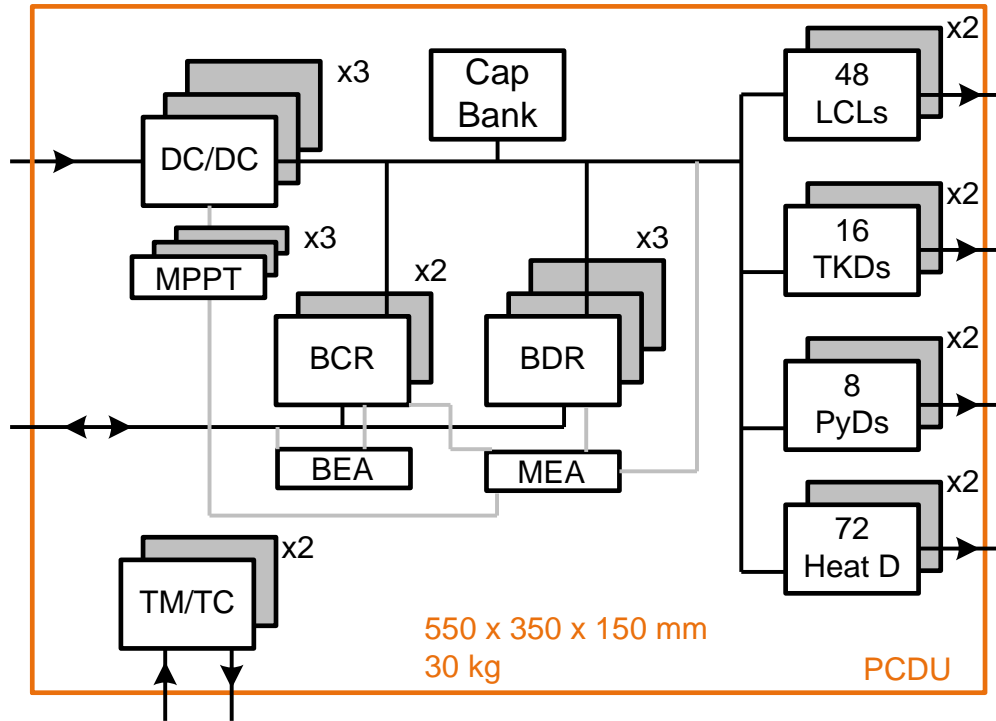 x3
DC/DC
x3
MPPT
Cap
Bank
x2
BCR
x3
BDR
BEA
MEA
x2
TM/TC
x2
48
LCLs
x2
16
TKDs
x2
8
PyDs
x2
72
Heat D
550 x 350 x 150 mm
30 kg
PCDU